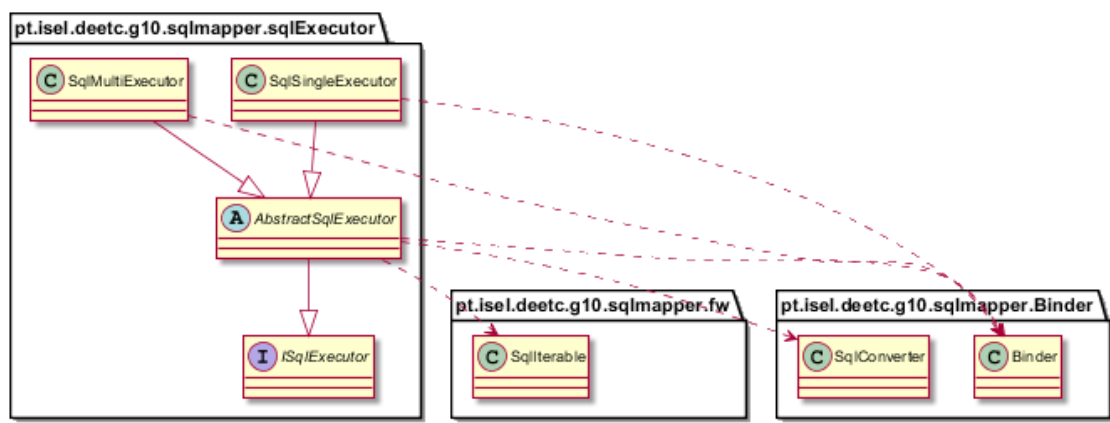 pt.isel.deetc.g10.sqlmapper.sqlExecutor
C SqlMultiExecutor
C SqlSingleExecutor
A AbstractSqlExecutor
I ISqlExecutor
pt.isel.deetc.g10.sqlmapper.fw
C SqlIterable
pt.isel.deetc.g10.sqlmapper.Binder
C SqlConverter
C Binder